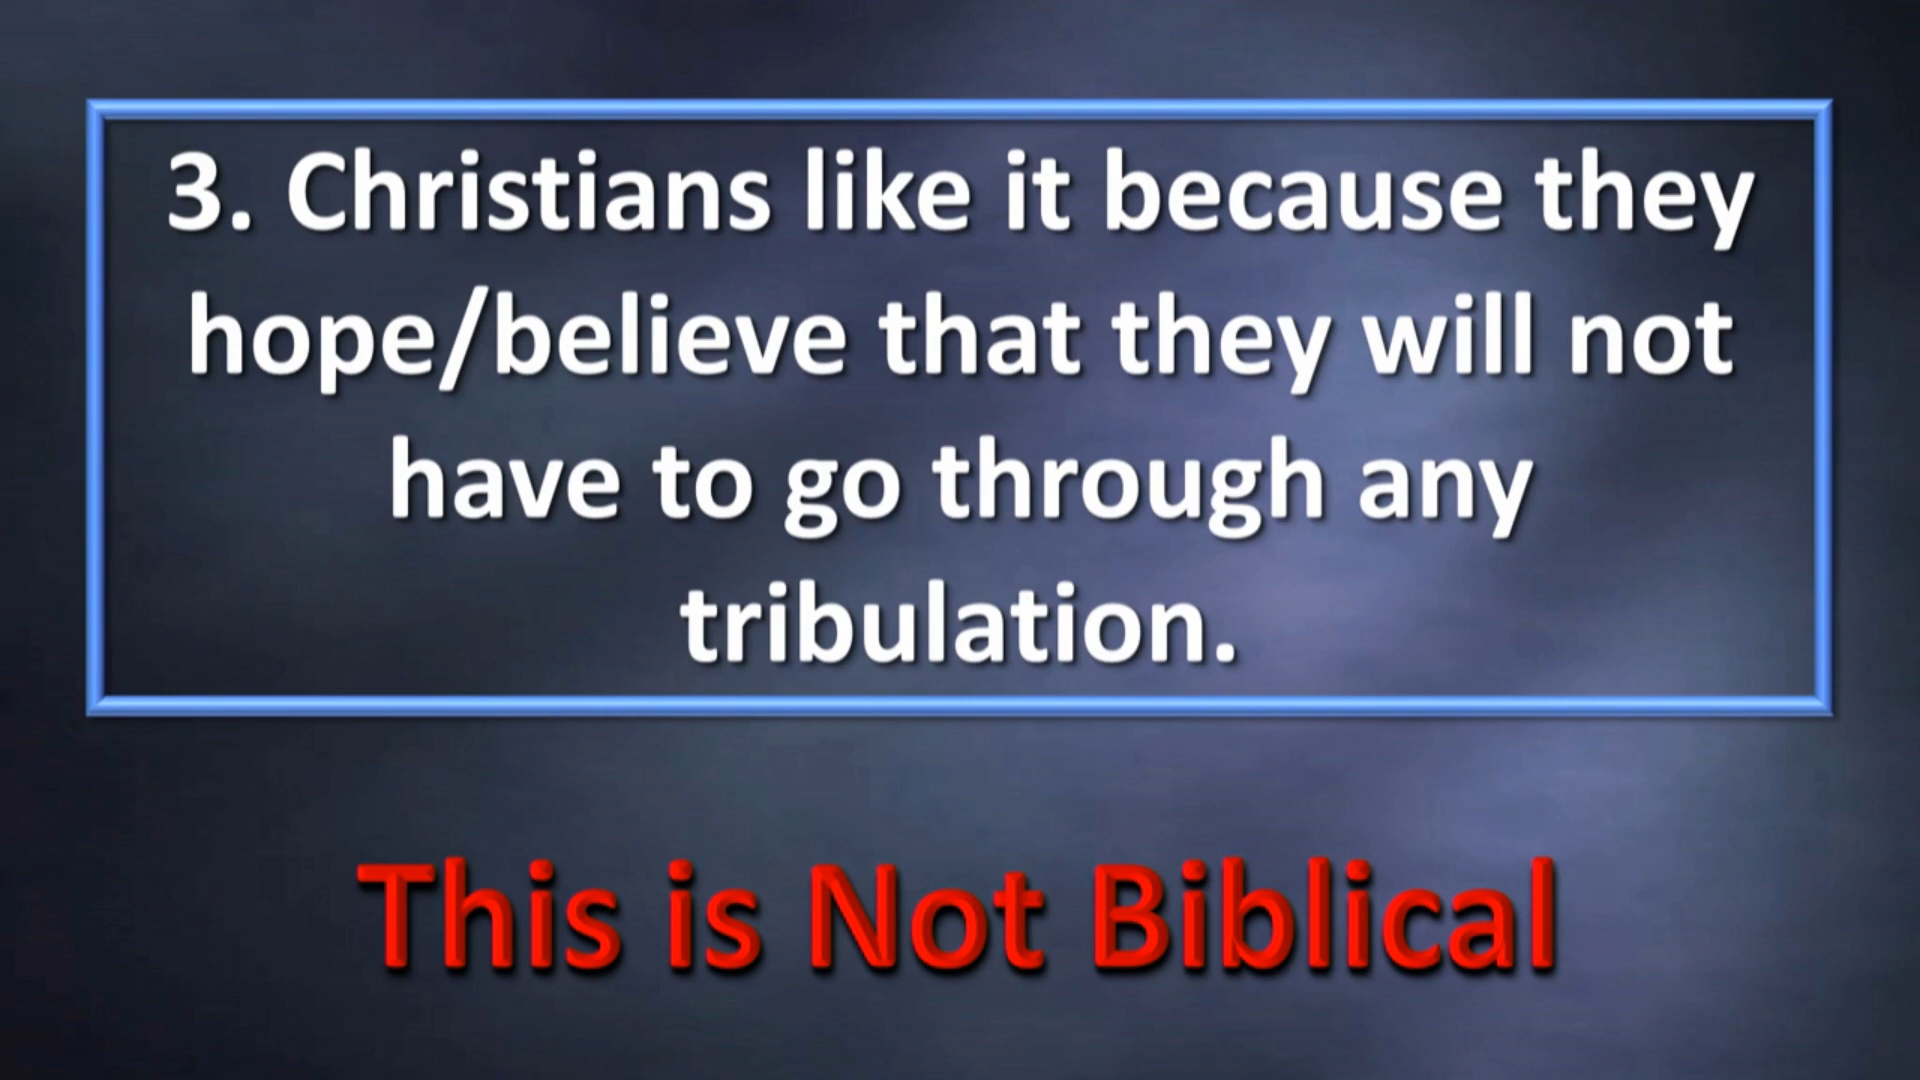 3. Christians like it because they
hope/believe that they will not
have to go through any
tribulation.
This is Not Biblical